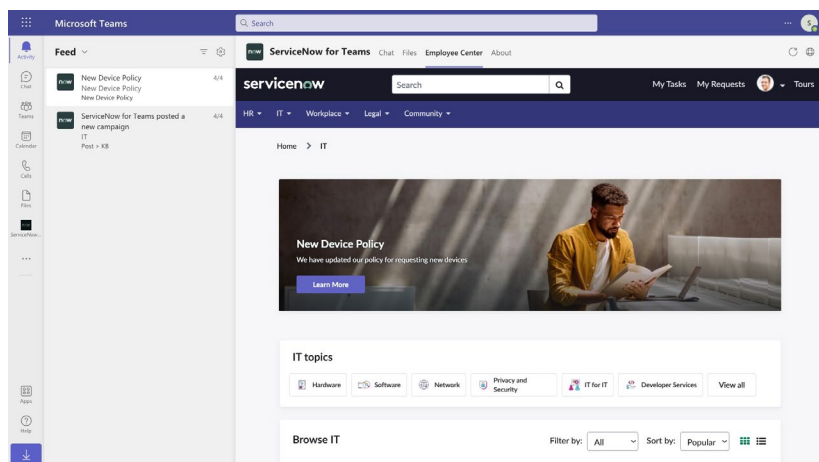 Microsoft Teams
Search
...
S
Activity
Chat
Teams
Calendar
Calls
Files
ServiceNow...
...
Apps
Help
Feed
now
New Device Policy
4/4
New Device Policy
New Device Policy
now
ServiceNow for Teams posted a
4/4
new campaign
IT
Post > KB
now
ServiceNow for Teams
Chat
Files
Employee Center
About
servicenow
Search
My Tasks
My Requests
Tours
HR
IT
Workplace
Legal
Community
Home > IT
New Device Policy
We have updated our policy for requesting new devices
Learn More
IT topics
Hardware
Software
Network
Privacy and
Security
IT for IT
Developer Services
View all
Browse IT
Filter by:
All
Sort by:
Popular